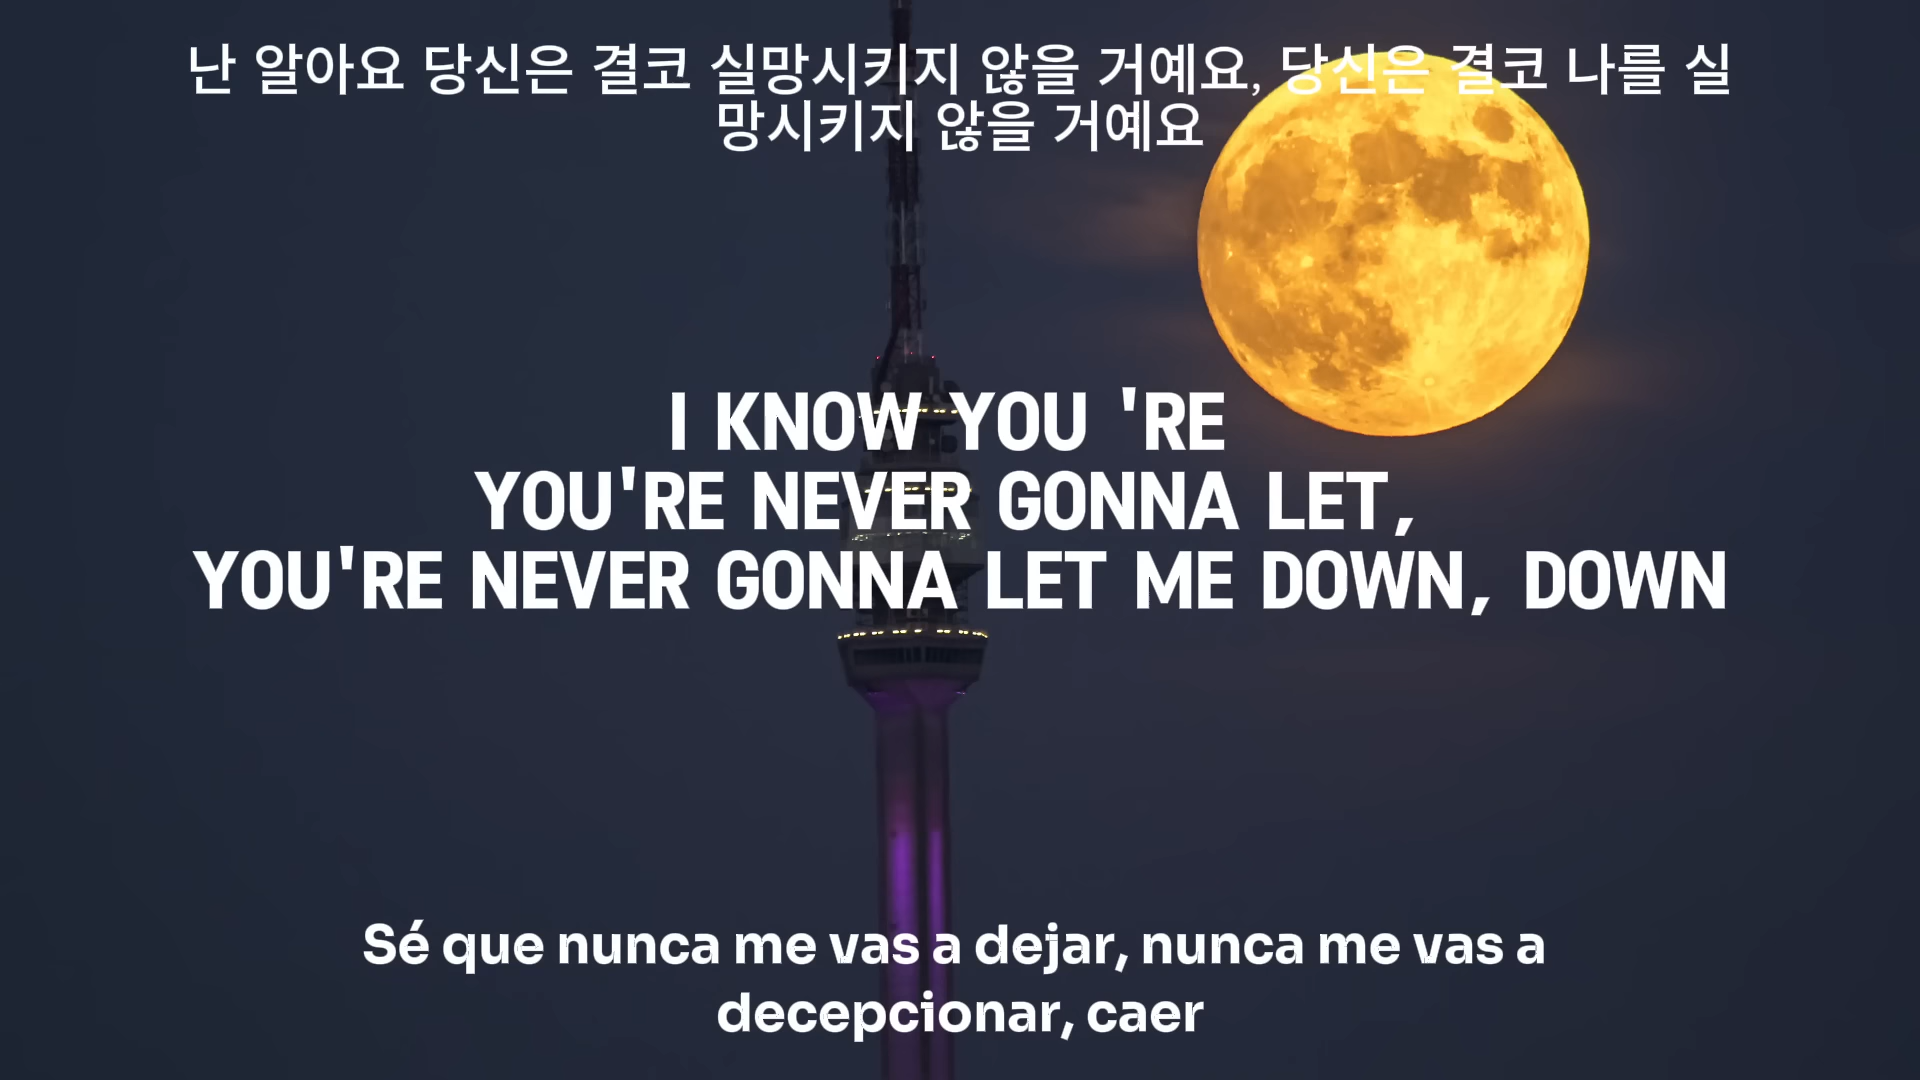 난 알아요 당신은 결코 실망시키지 않을 거예요, 당신은 결코 나를 실
망시키지 않을 거예요
I KNOW YOU 'RE
YOU'RE NEVER GONNA LET,
YOU'RE NEVER GONNA LET ME DOWN, DOWN
Sé que nunca me vas a dejar, nunca me vas a
decepcionar, caer